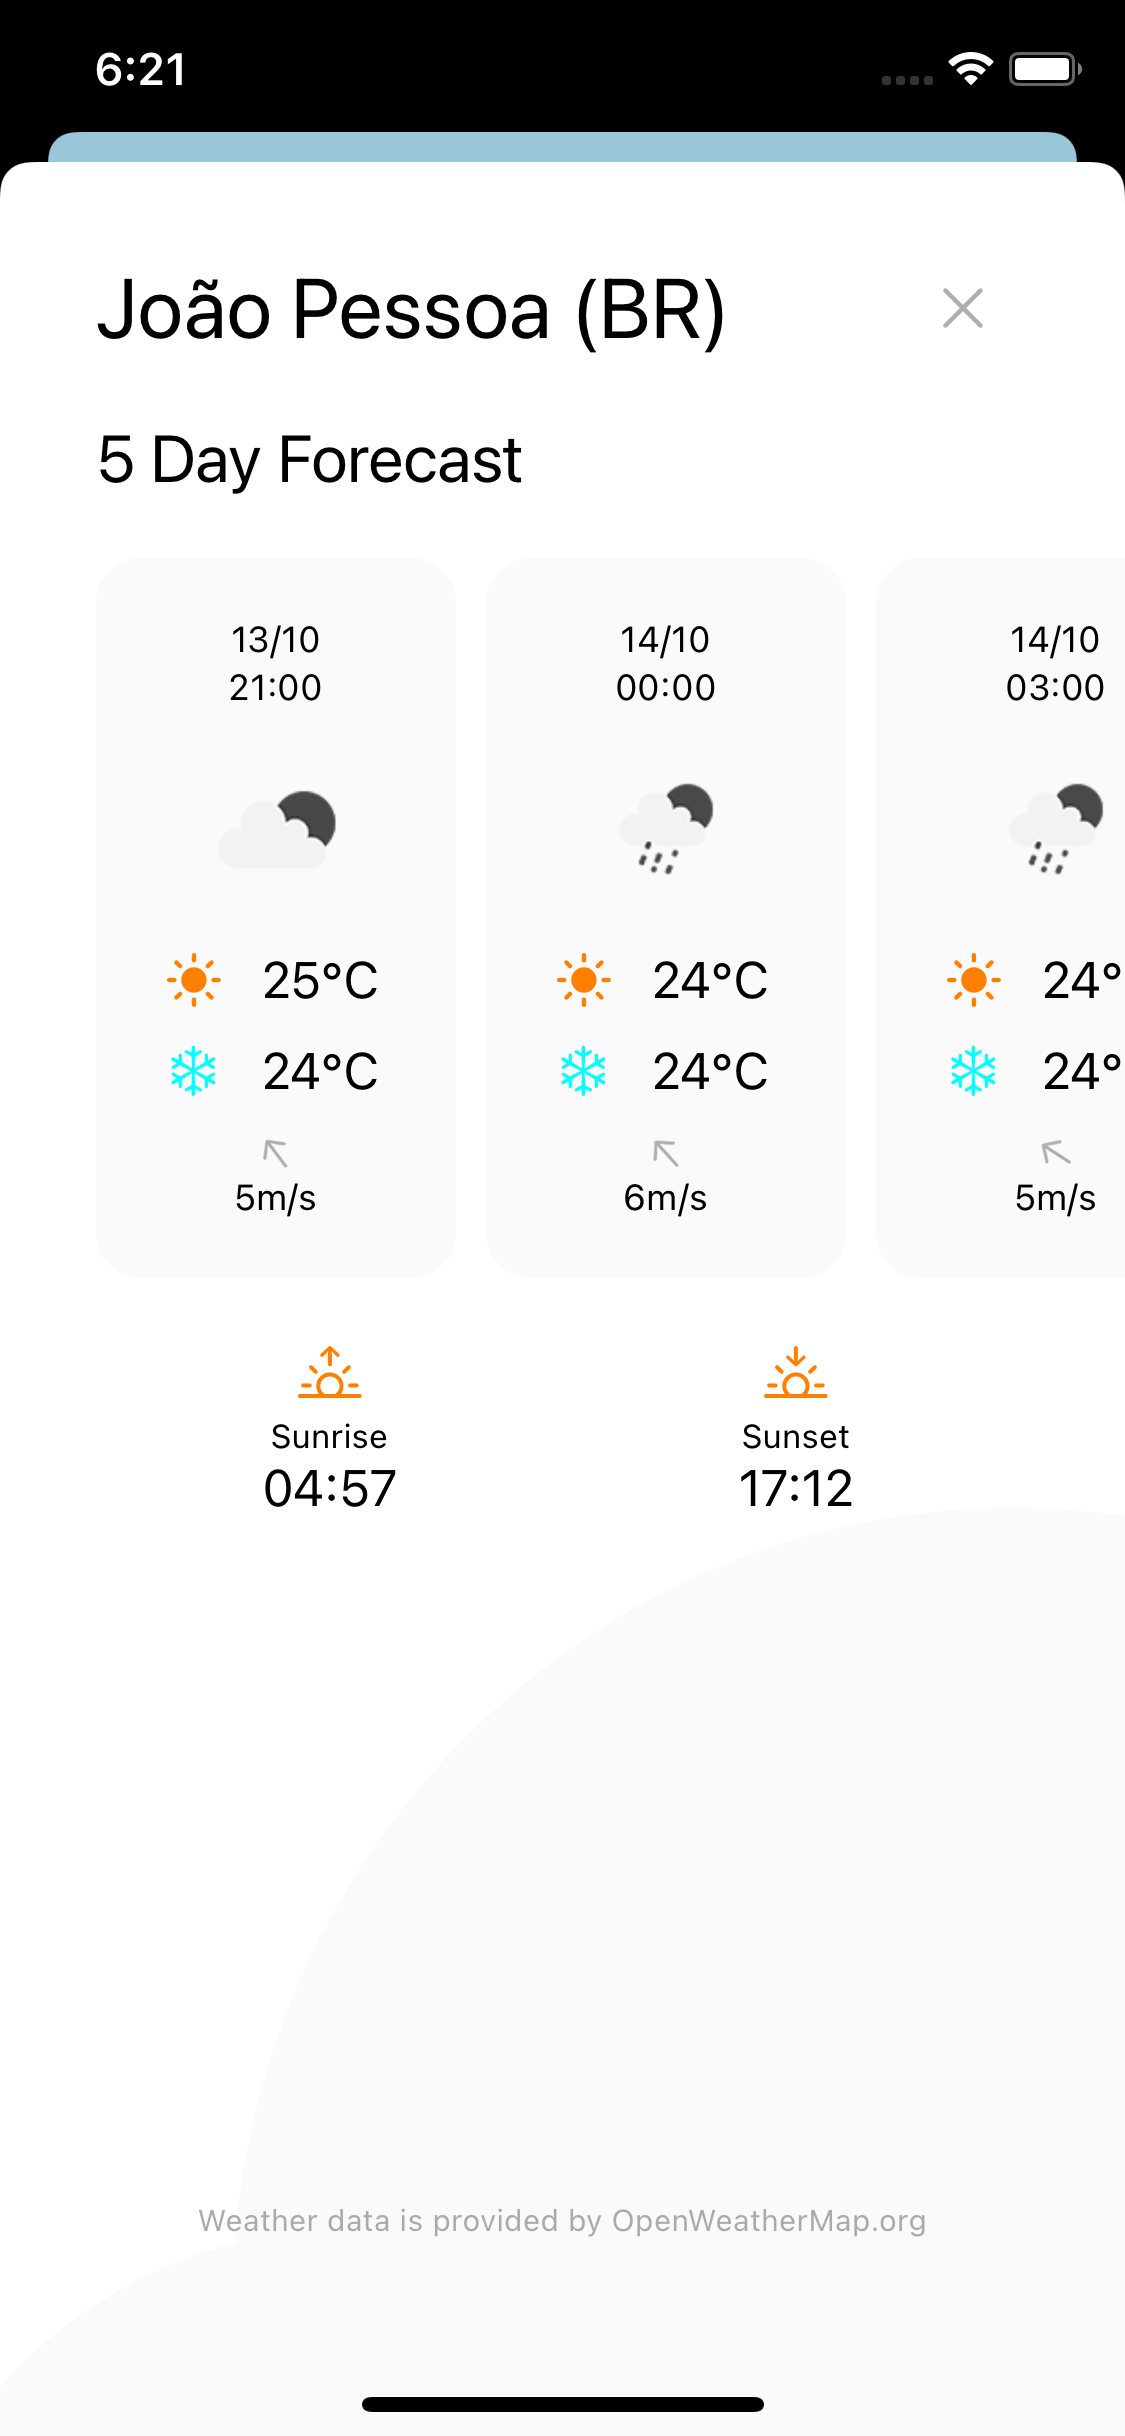 6:21
João Pessoa (BR)
5 Day Forecast
13/10
21:00
25°C
24°C
5m/s
14/10
00:00
24°C
24°C
6m/s
14/10
03:00
24°
24°
5m/s
Sunrise
04:57
Sunset
17:12
Weather data is provided by OpenWeatherMap.org